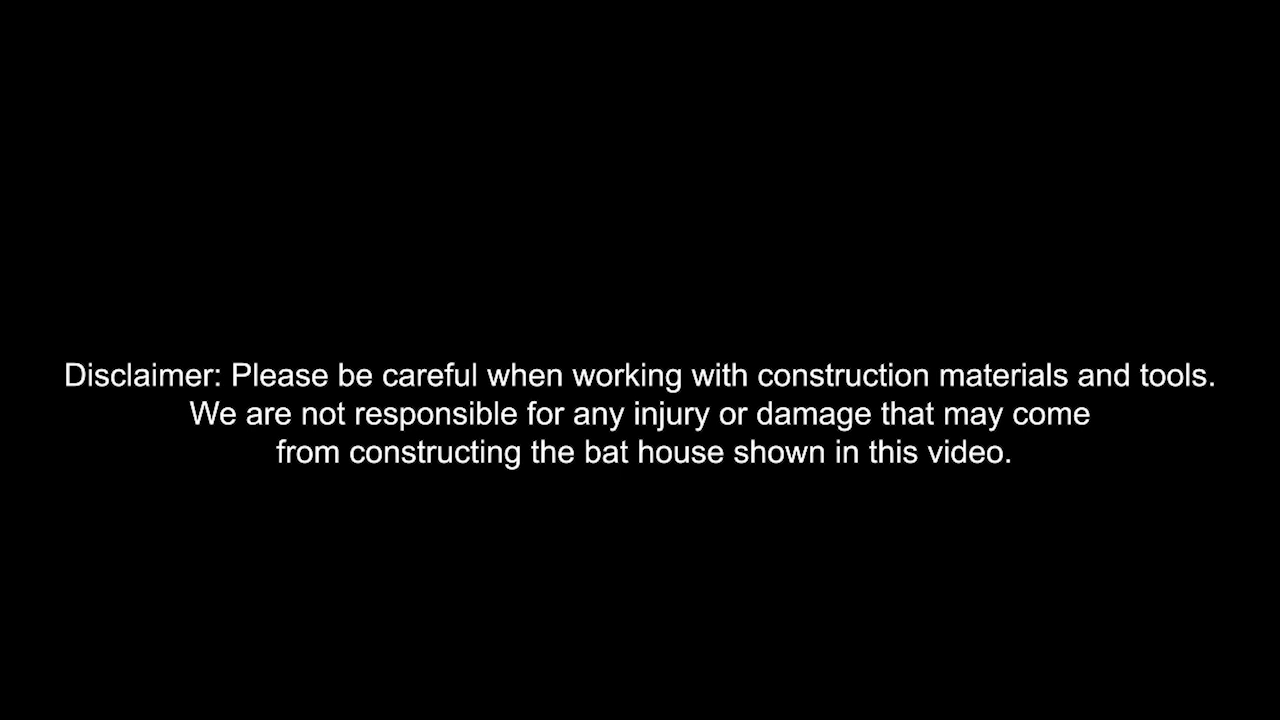 Disclaimer: Please be careful when working with construction materials and tools.
We are not responsible for any injury or damage that may come
from constructing the bat house shown in this video.